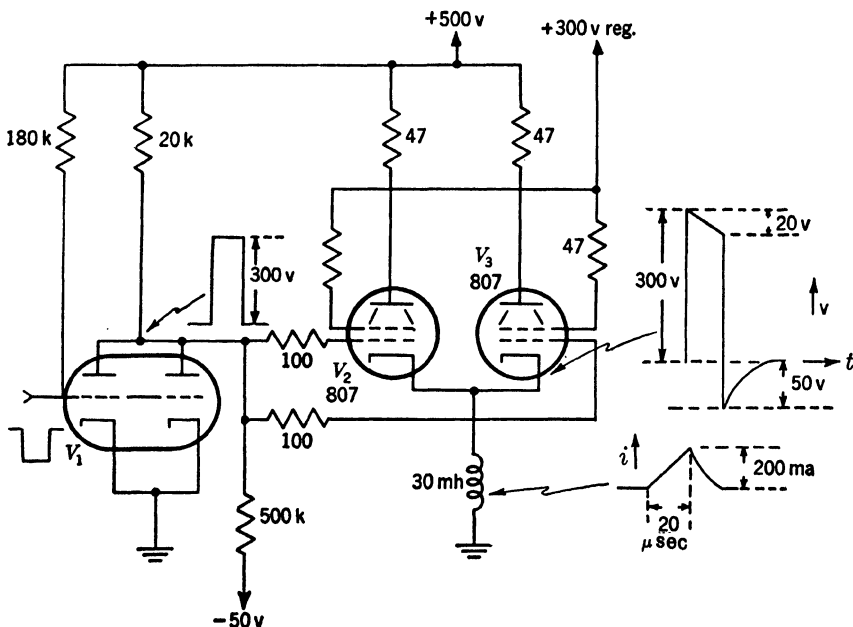 +500 v
+300 v reg.
180 k
20 k
47
47
300 v
V3
807
47
20 v
300 v
v
t
50 v
100
V2
807
V1
100
30 mh
i
200 ma
20
μ sec
500 k
-50 v